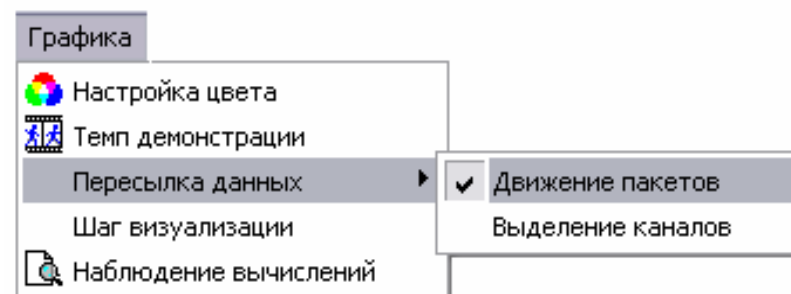 Графика
Настройка цвета
Темп демонстрации
Пересылка данных
Движение пакетов
Шаг визуализации
Выделение каналов
Наблюдение вычислений